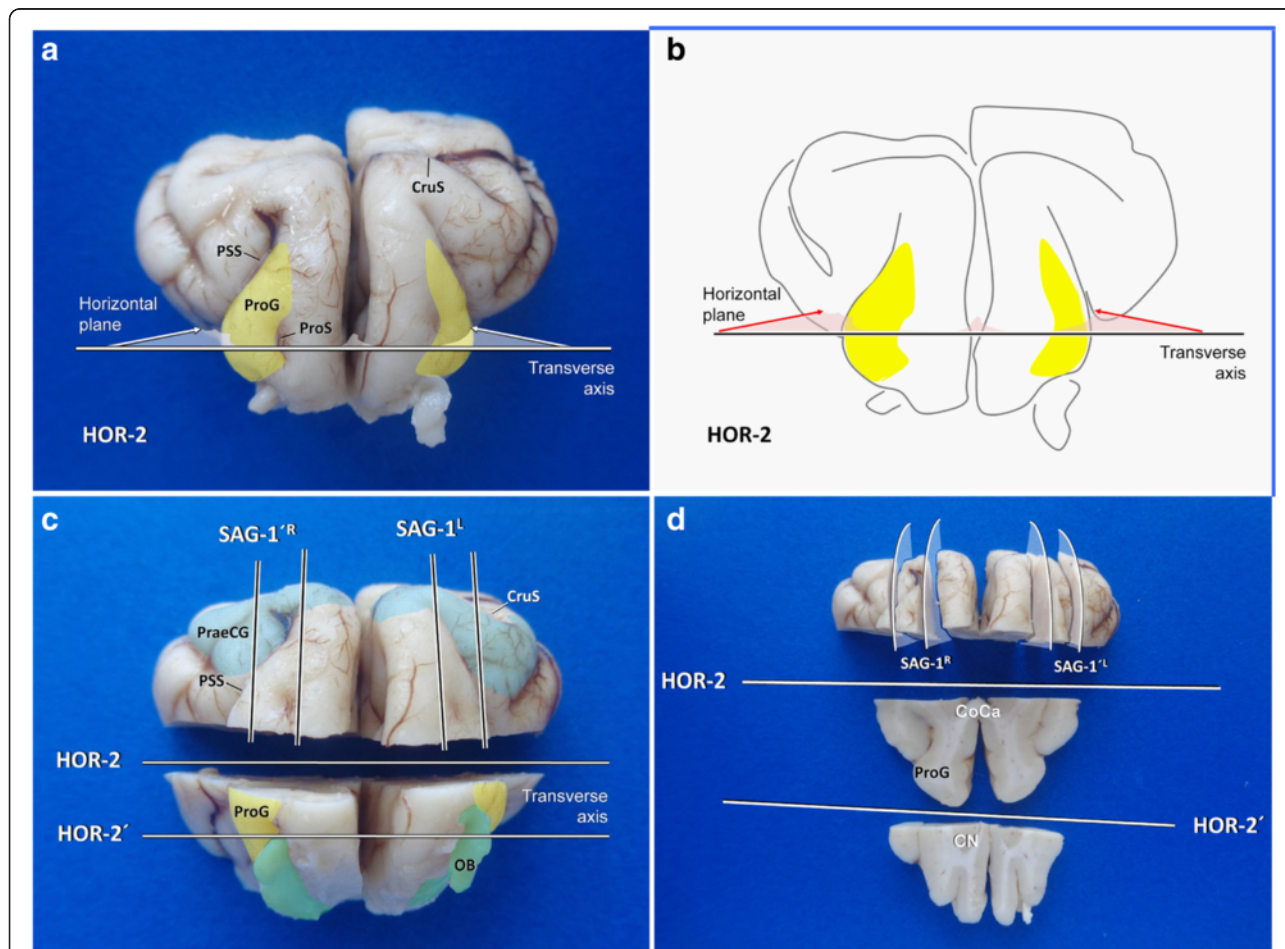 a
CruS
PSS
Horizontal
plane
ProG
ProS
Transverse
axis
HOR-2
b
Horizontal
plane
Transverse
axis
HOR-2
c
SAG-1´ᴿ
SAG-1ᴸ
CruS
PraeCG
PSS
HOR-2
ProG
Transverse
axis
HOR-2´
OB
d
SAG-1ᴿ
SAG-1´ᴸ
HOR-2
CoCa
ProG
HOR-2´
CN